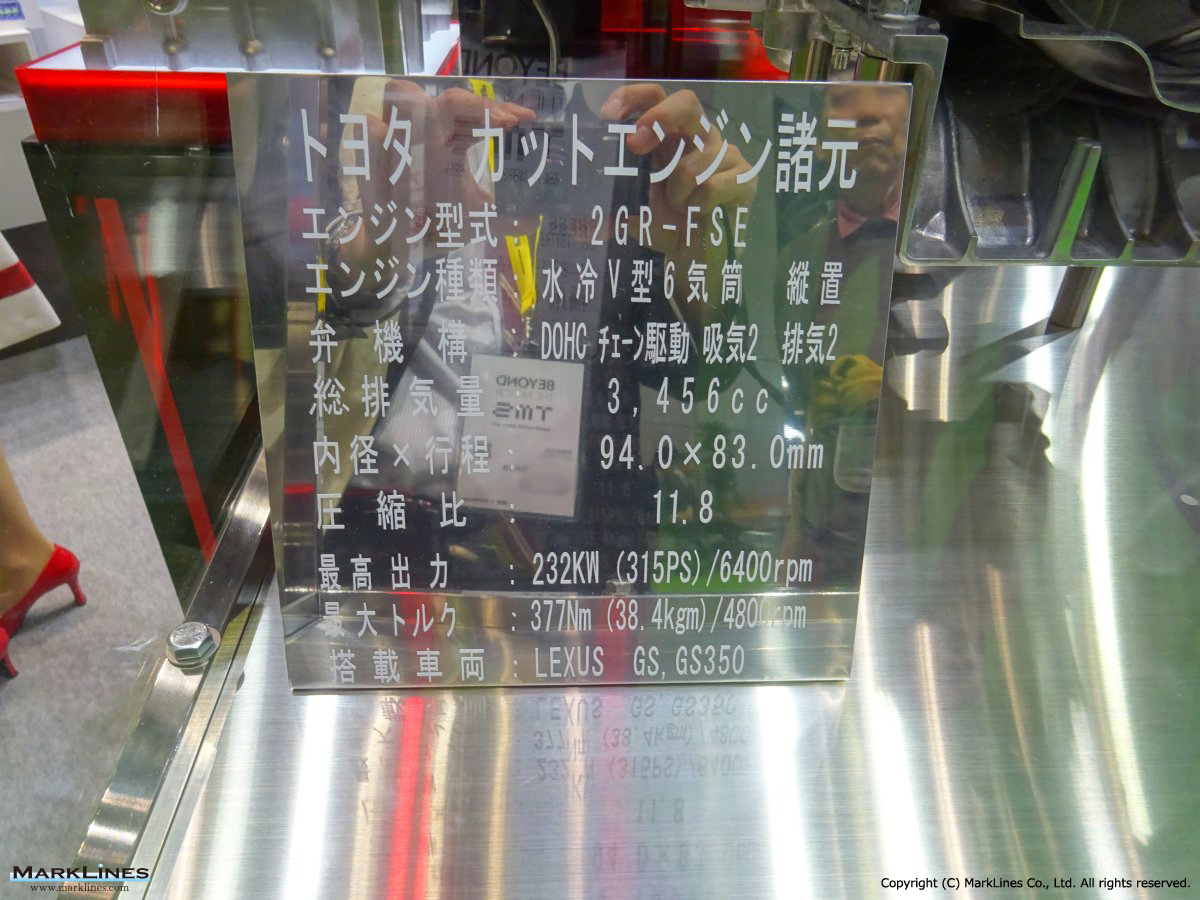 トヨタ カットエンジン諸元
エンジン型式： 2GR-FSE
エンジン種類：水冷V型6気筒 縦置
弁機構：DOHC チェーン駆動 吸気2 排気2
総排気量： 3,456cc
内径×行程： 94.0×83.0mm
圧縮比： 11.8
最高出力：232KW (315PS)/6400rpm
最大トルク：377Nm (38.4kgm)/4800rpm
搭載車両：LEXUS GS,GS350
BEYOND
TMS
MARKLINES
www.marklines.com
Copyright (C) MarkLines Co., Ltd. All rights reserved.